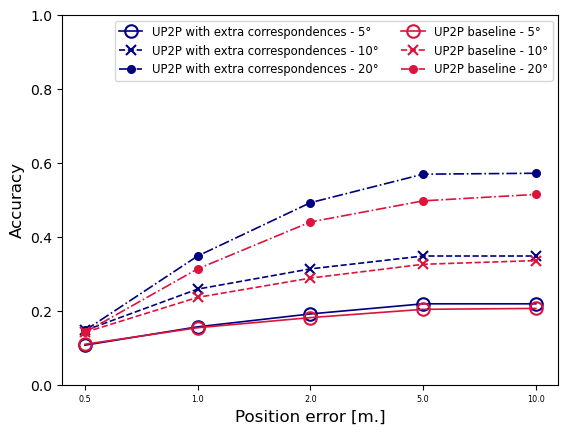 UP2P with extra correspondences - 5°
UP2P with extra correspondences - 10°
UP2P with extra correspondences - 20°
UP2P baseline - 5°
UP2P baseline - 10°
UP2P baseline - 20°
1.0
0.8
0.6
0.4
0.2
0.0
Accuracy
0.5 1.0 2.0 5.0 10.0
Position error [m.]